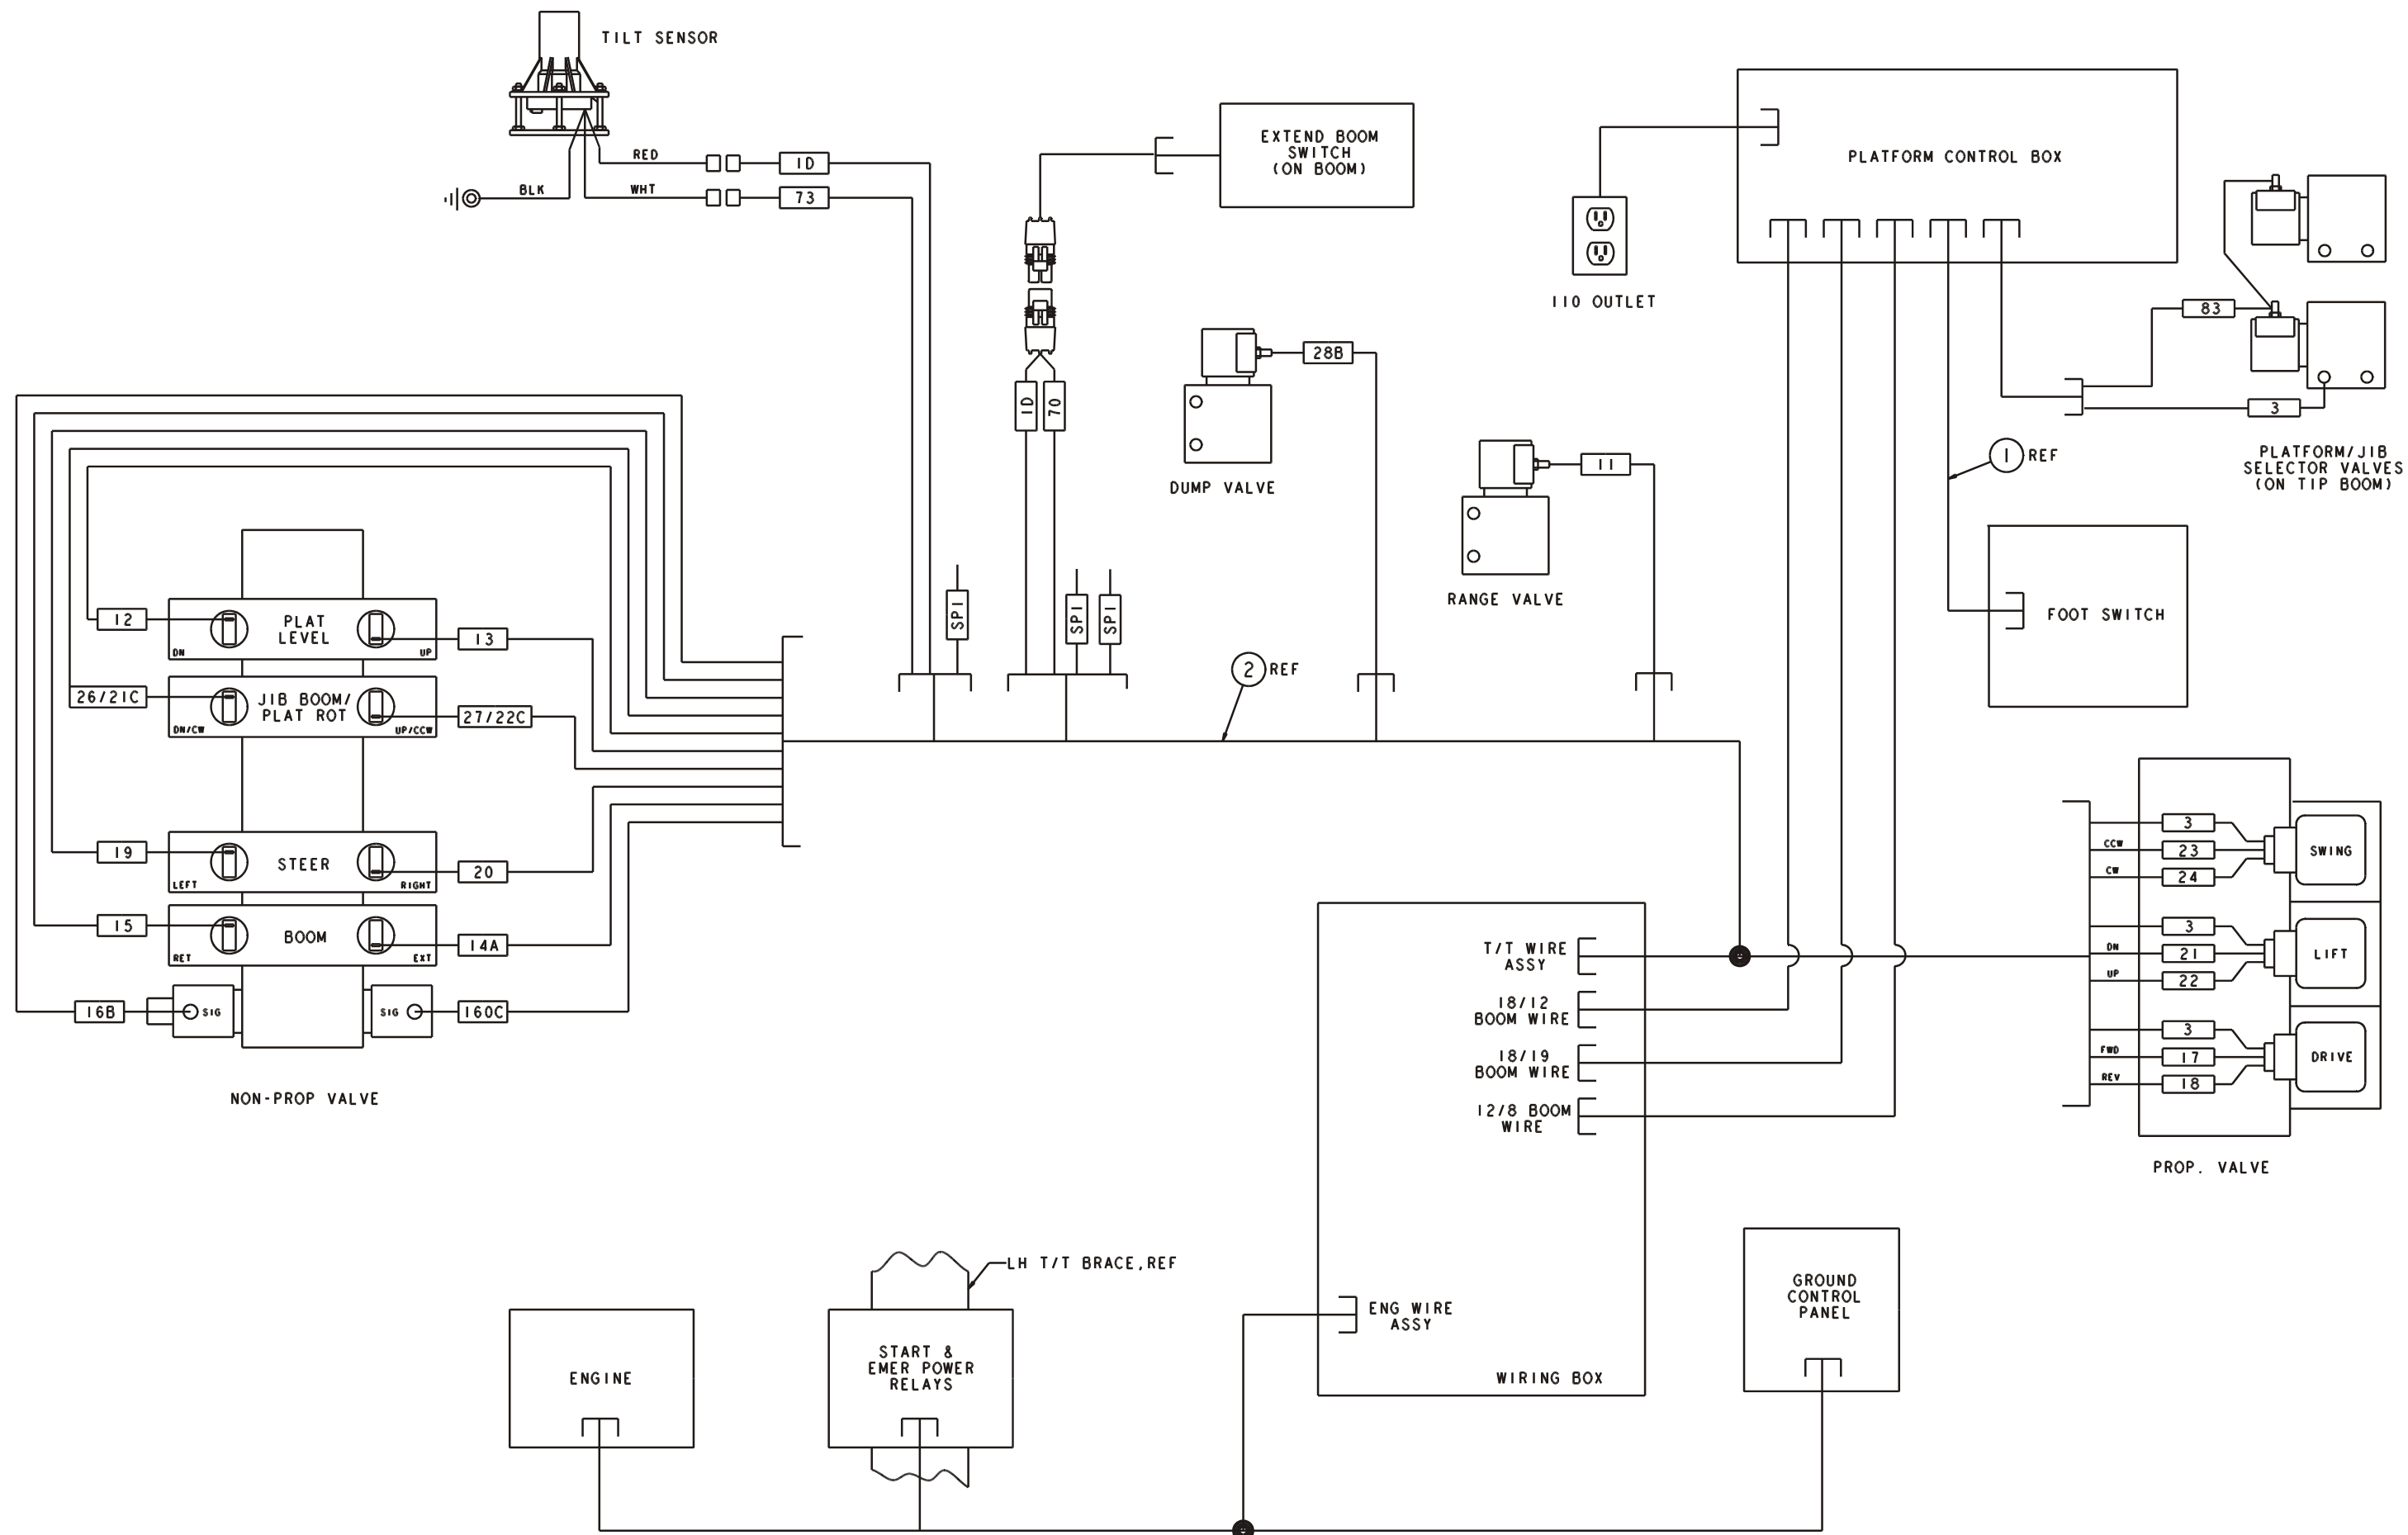 TILT SENSOR
RED
1D
BLK
WHT
73
EXTEND BOOM
SWITCH
(ON BOOM)
PLATFORM CONTROL BOX
110 OUTLET
83
3
PLATFORM/JIB
SELECTOR VALVES
(ON TIP BOOM)
1D
70
28B
DUMP VALVE
11
RANGE VALVE
1 REF
FOOT SWITCH
SP1
SP1
SP1
2 REF
12
PLAT
LEVEL
DN
UP
13
26/21C
JIB BOOM/
PLAT ROT
DN/CW
UP/CCW
27/22C
19
STEER
LEFT
RIGHT
20
15
BOOM
RET
EXT
14A
16B
SIG
SIG
160C
NON-PROP VALVE
3
CCW
23
SWING
CW
24
3
DN
21
LIFT
UP
22
3
FWD
17
DRIVE
REV
18
PROP. VALVE
T/T WIRE
ASSY
18/12
BOOM WIRE
18/19
BOOM WIRE
12/8 BOOM
WIRE
ENG WIRE
ASSY
WIRING BOX
LH T/T BRACE,REF
ENGINE
START &
EMER POWER
RELAYS
GROUND
CONTROL
PANEL